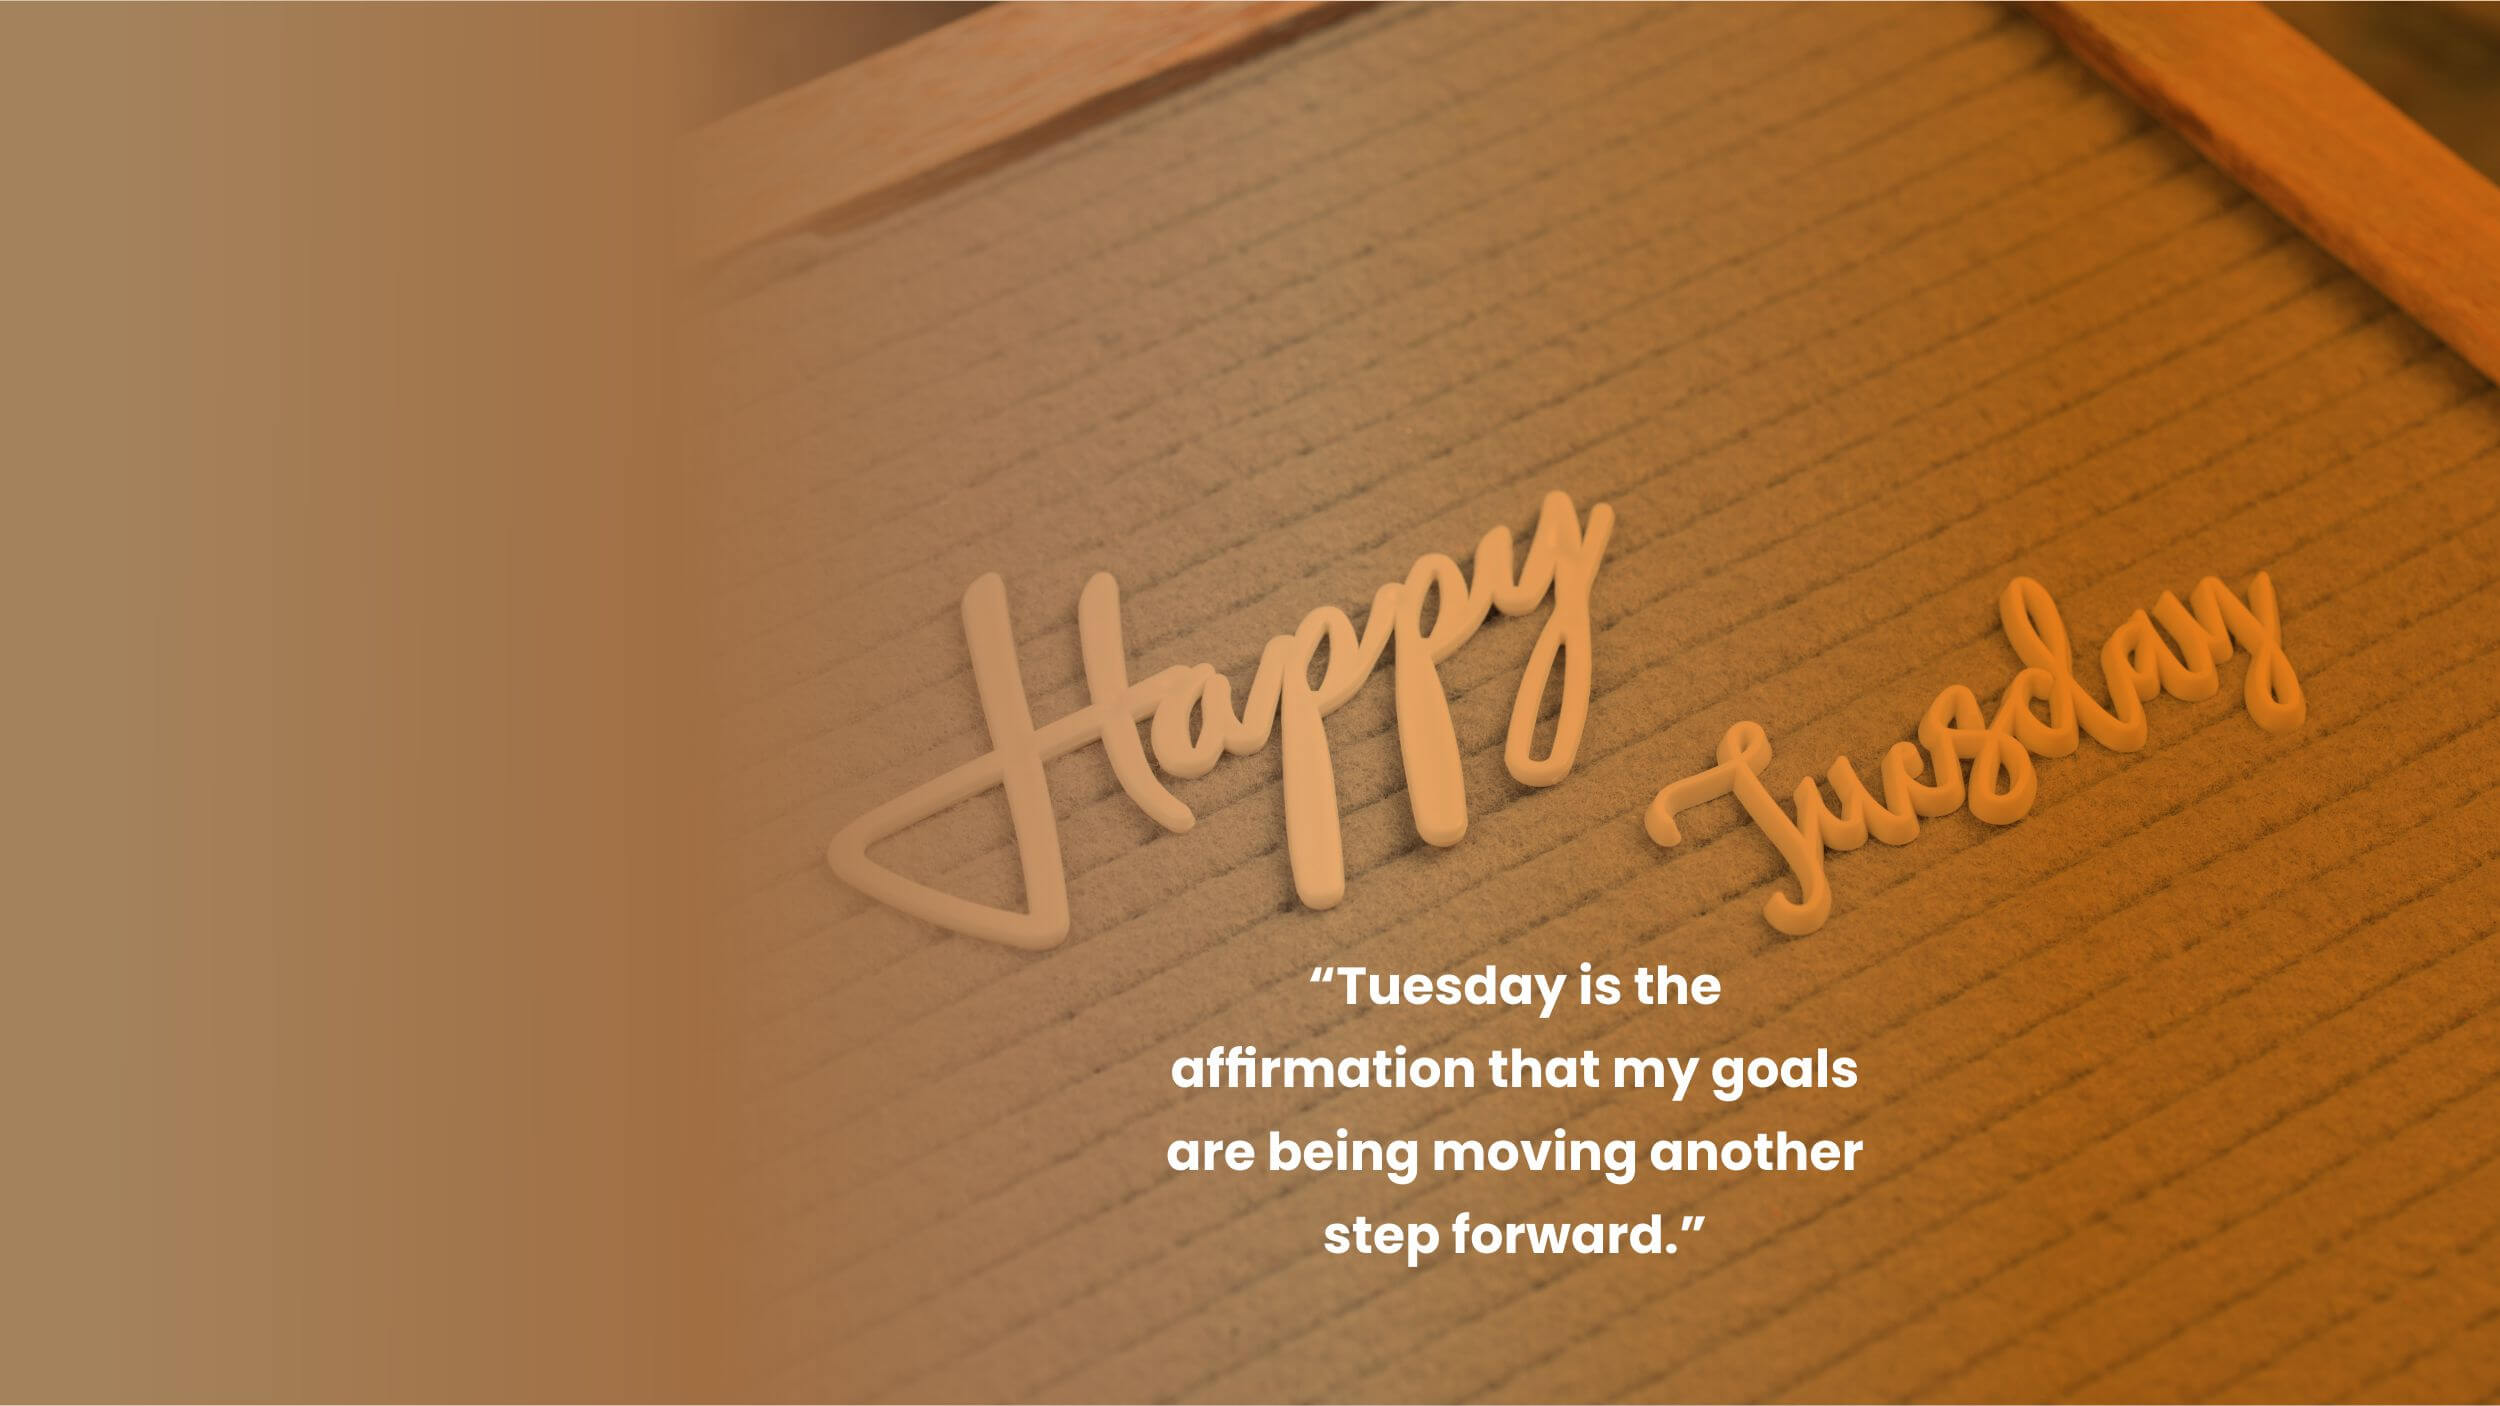 Happy Tuesday
“Tuesday is the
affirmation that my goals
are being moving another
step forward.”